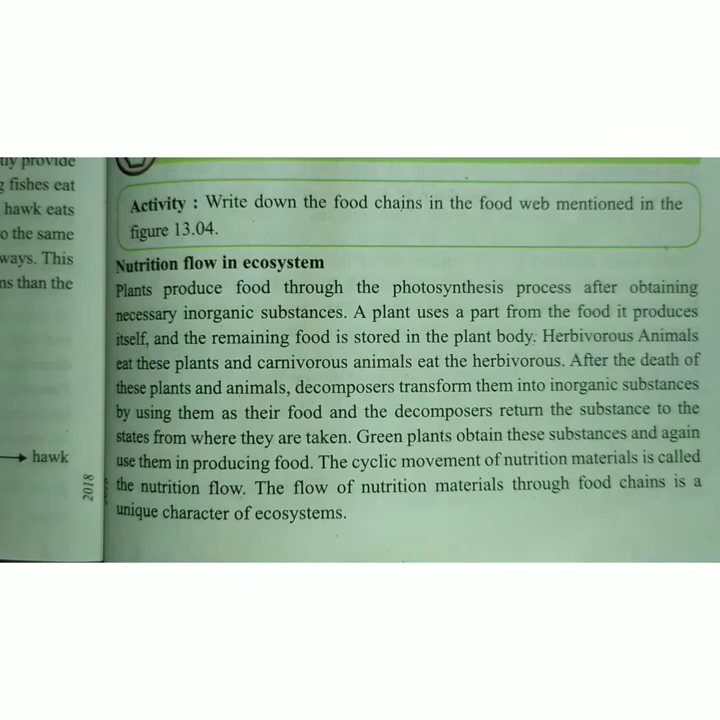 tly provide
fishes eat
hawk eats
o the same
ways. This
ns than the
hawk
2018
Activity : Write down the food chains in the food web mentioned in the
figure 13.04.
Nutrition flow in ecosystem
Plants produce food through the photosynthesis process after obtaining
necessary inorganic substances. A plant uses a part from the food it produces
itself, and the remaining food is stored in the plant body. Herbivorous Animals
eat these plants and carnivorous animals eat the herbivorous. After the death of
these plants and animals, decomposers transform them into inorganic substances
by using them as their food and the decomposers return the substance to the
states from where they are taken. Green plants obtain these substances and again
use them in producing food. The cyclic movement of nutrition materials is called
the nutrition flow. The flow of nutrition materials through food chains is a
unique character of ecosystems.